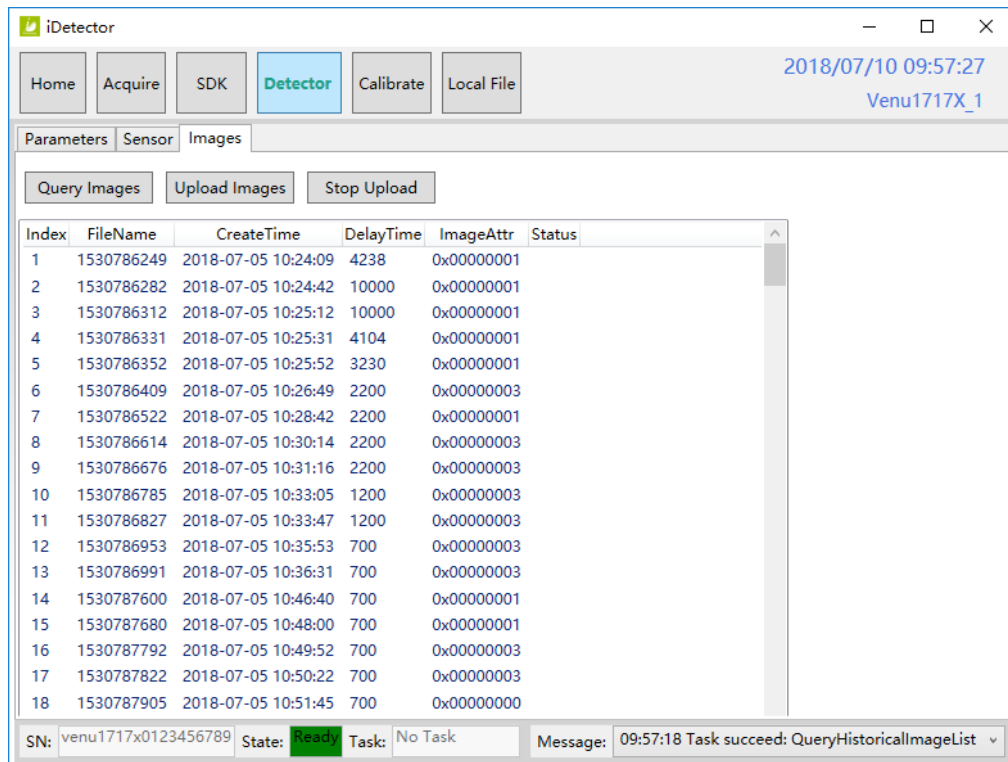 iDetector
Home Acquire SDK Detector Calibrate Local File
2018/07/10 09:57:27
Venu1717X_1
Parameters Sensor Images
Query Images Upload Images Stop Upload
Index FileName CreateTime DelayTime ImageAttr Status
1 1530786249 2018-07-05 10:24:09 4238 0x00000001
2 1530786282 2018-07-05 10:24:42 10000 0x00000001
3 1530786312 2018-07-05 10:25:12 10000 0x00000001
4 1530786331 2018-07-05 10:25:31 4104 0x00000001
5 1530786352 2018-07-05 10:25:52 3230 0x00000001
6 1530786409 2018-07-05 10:26:49 2200 0x00000003
7 1530786522 2018-07-05 10:28:42 2200 0x00000001
8 1530786614 2018-07-05 10:30:14 2200 0x00000003
9 1530786676 2018-07-05 10:31:16 2200 0x00000003
10 1530786785 2018-07-05 10:33:05 1200 0x00000003
11 1530786827 2018-07-05 10:33:47 1200 0x00000003
12 1530786953 2018-07-05 10:35:53 700 0x00000003
13 1530786991 2018-07-05 10:36:31 700 0x00000003
14 1530787600 2018-07-05 10:46:40 700 0x00000001
15 1530787680 2018-07-05 10:48:00 700 0x00000001
16 1530787792 2018-07-05 10:49:52 700 0x00000003
17 1530787822 2018-07-05 10:50:22 700 0x00000003
18 1530787905 2018-07-05 10:51:45 700 0x00000000
SN: venu1717x0123456789 State: Ready Task: No Task Message: 09:57:18 Task succeed: QueryHistoricalImageList